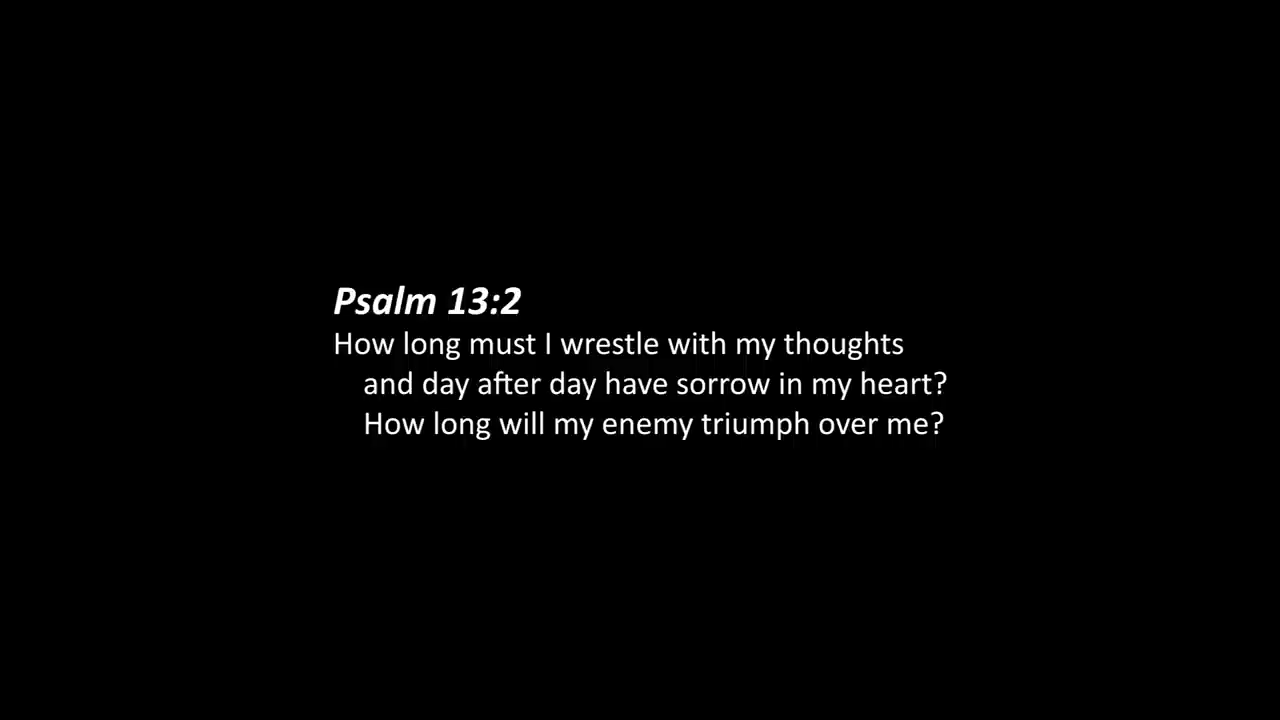 Psalm 13:2
How long must I wrestle with my thoughts
and day after day have sorrow in my heart?
How long will my enemy triumph over me?